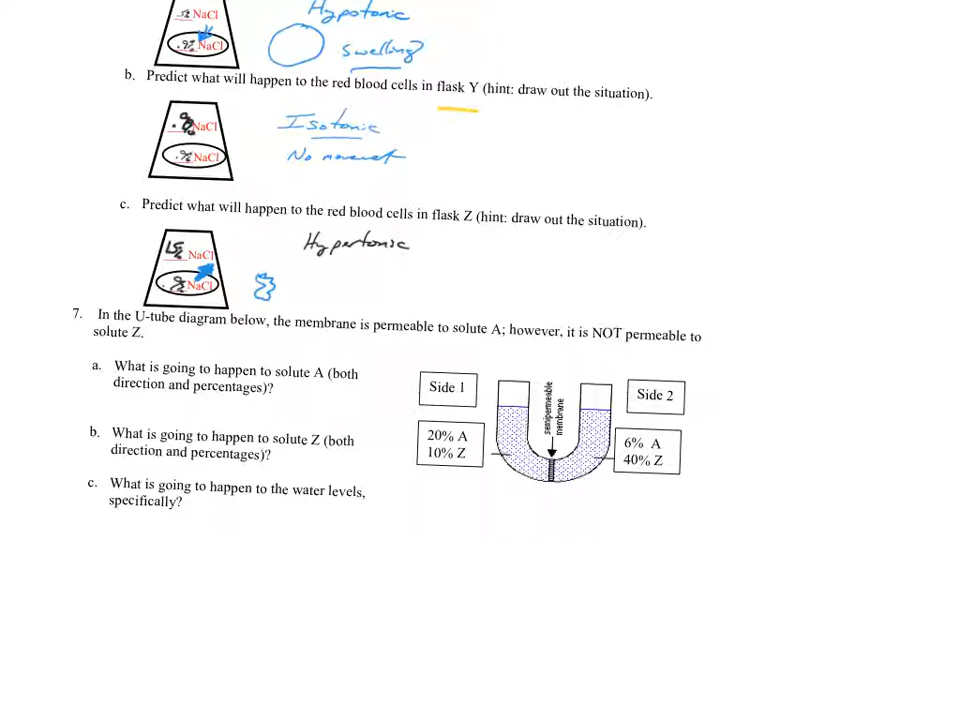 .5% NaCl
Hypotonic
.9% NaCl
swelling
b. Predict what will happen to the red blood cells in flask Y (hint: draw out the situation).
NaCl
Isotonic
.9% NaCl
No movement
c. Predict what will happen to the red blood cells in flask Z (hint: draw out the situation).
15% NaCl
Hypertonic
NaCl
7. In the U-tube diagram below, the membrane is permeable to solute A; however, it is NOT permeable to
solute Z.
a. What is going to happen to solute A (both
direction and percentages)?
b. What is going to happen to solute Z (both
direction and percentages)?
c. What is going to happen to the water levels,
specifically?
Side 1
semipermeable
membrane
Side 2
20% A
10% Z
6% A
40% Z